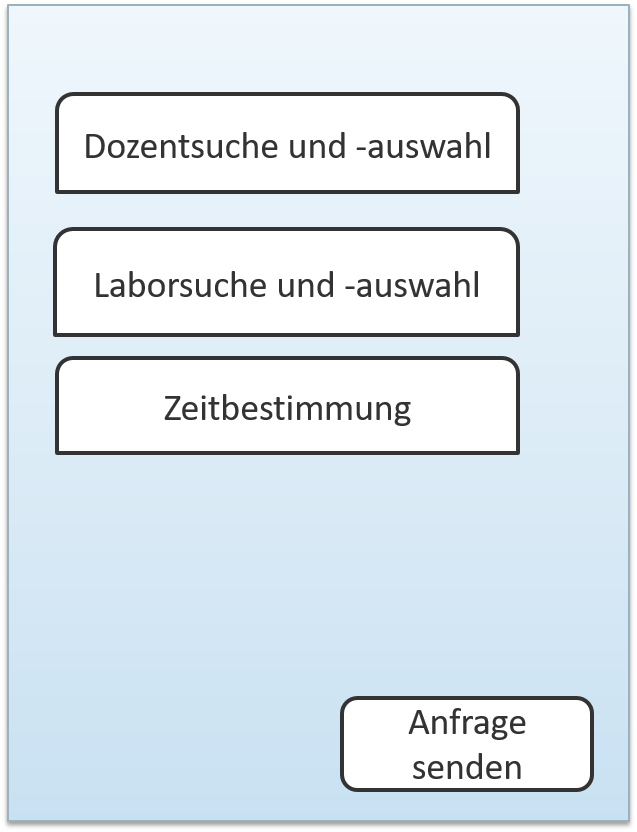 Dozentsuche und -auswahl
Laborsuche und -auswahl
Zeitbestimmung
Anfrage
senden